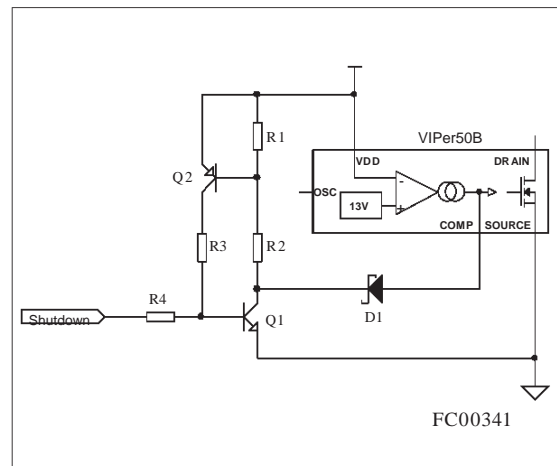 VIPer50B
R1
VDD
DRAIN
Q2
OSC
-
13V
+
COMP SOURCE
R3
R2
D1
R4
Shutdown
Q1
FC00341